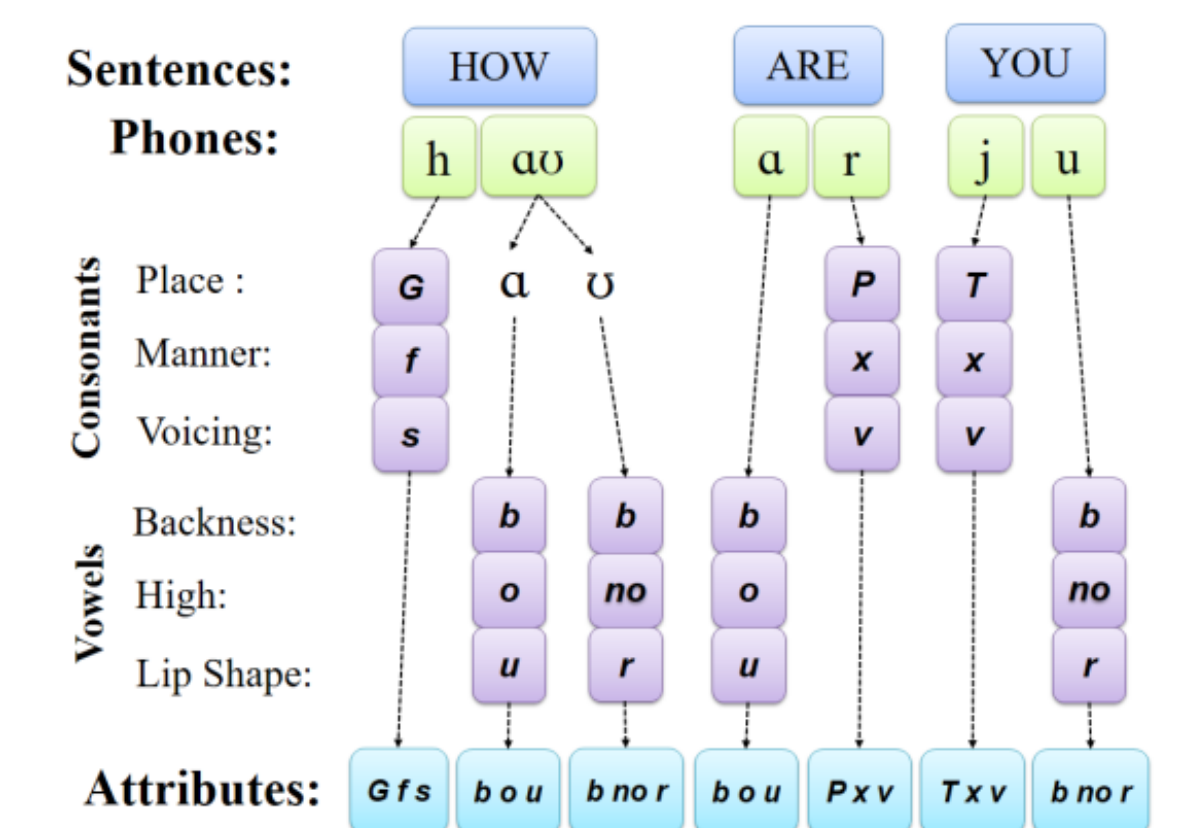 Sentences: HOW ARE YOU
Phones: h ɑʊ ɑ r j u
Consonants
Place : G ɑ ʊ P T
Manner: f x x
Voicing: s v v
Vowels
Backness: b b b b
High: o no o no
Lip Shape: u r u r
Attributes: G f s b o u b no r b o u P x v T x v b no r